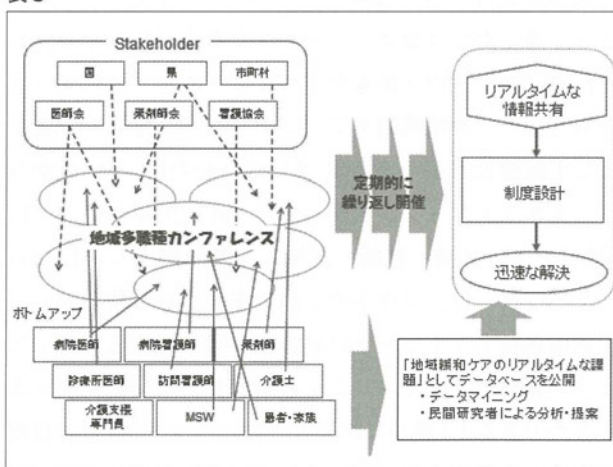 Stakeholder
国
県
市町村
医師会
薬剤師会
看護協会
地域多職種カンファレンス
ボトムアップ
病院医師
病院看護師
薬剤師
診療所医師
訪問看護師
介護士
介護支援
専門員
MSW
患者・家族
定期的に
繰り返し開催
リアルタイムな
情報共有
制度設計
迅速な解決
「地域緩和ケアのリアルタイムな課
題」としてデータベースを公開
・データマイニング
・民間研究者による分析・提案